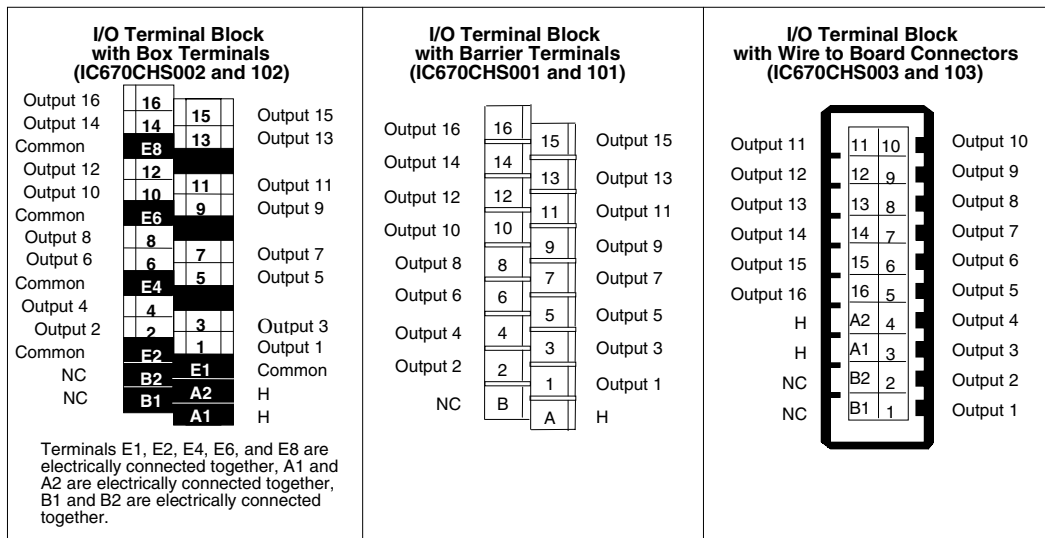 I/O Terminal Block
with Box Terminals
(IC670CHS002 and 102)
Output 16 16
15 Output 15
Output 14 14
13 Output 13
Common E8
Output 12 12
11 Output 11
Output 10 10
9 Output 9
Common E6
Output 8 8
7 Output 7
Output 6 6
5 Output 5
Common E4
Output 4 4
3 Output 3
Output 2 2
1 Output 1
Common E2
E1 Common
NC B2
A2 H
NC B1
A1 H
Terminals E1, E2, E4, E6, and E8 are
electrically connected together, A1 and
A2 are electrically connected together,
B1 and B2 are electrically connected
together.
I/O Terminal Block
with Barrier Terminals
(IC670CHS001 and 101)
Output 16 16
15 Output 15
Output 14 14
13 Output 13
Output 12 12
11 Output 11
Output 10 10
9 Output 9
Output 8 8
7 Output 7
Output 6 6
5 Output 5
Output 4 4
3 Output 3
Output 2 2
1 Output 1
NC B
A H
I/O Terminal Block
with Wire to Board Connectors
(IC670CHS003 and 103)
Output 11 11 10 Output 10
Output 12 12 9 Output 9
Output 13 13 8 Output 8
Output 14 14 7 Output 7
Output 15 15 6 Output 6
Output 16 16 5 Output 5
H A2 4 Output 4
H A1 3 Output 3
NC B2 2 Output 2
NC B1 1 Output 1